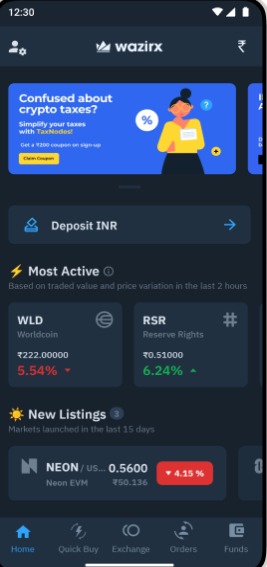 12:30
wazirx
₹
Confused about
crypto taxes?
Simplify your taxes
with TaxNodes!
Get a ₹200 coupon on sign-up
Claim Coupon
%
?
Deposit INR
⚡ Most Active
Based on traded value and price variation in the last 2 hours
WLD
Worldcoin
₹222.00000
5.54%
RSR
Reserve Rights
₹0.51000
6.24%
New Listings 3
Markets launched in the last 15 days
NEON / US... 0.5600
Neon EVM ₹50.136
▼ 4.15 %
Home Quick Buy Exchange Orders Funds